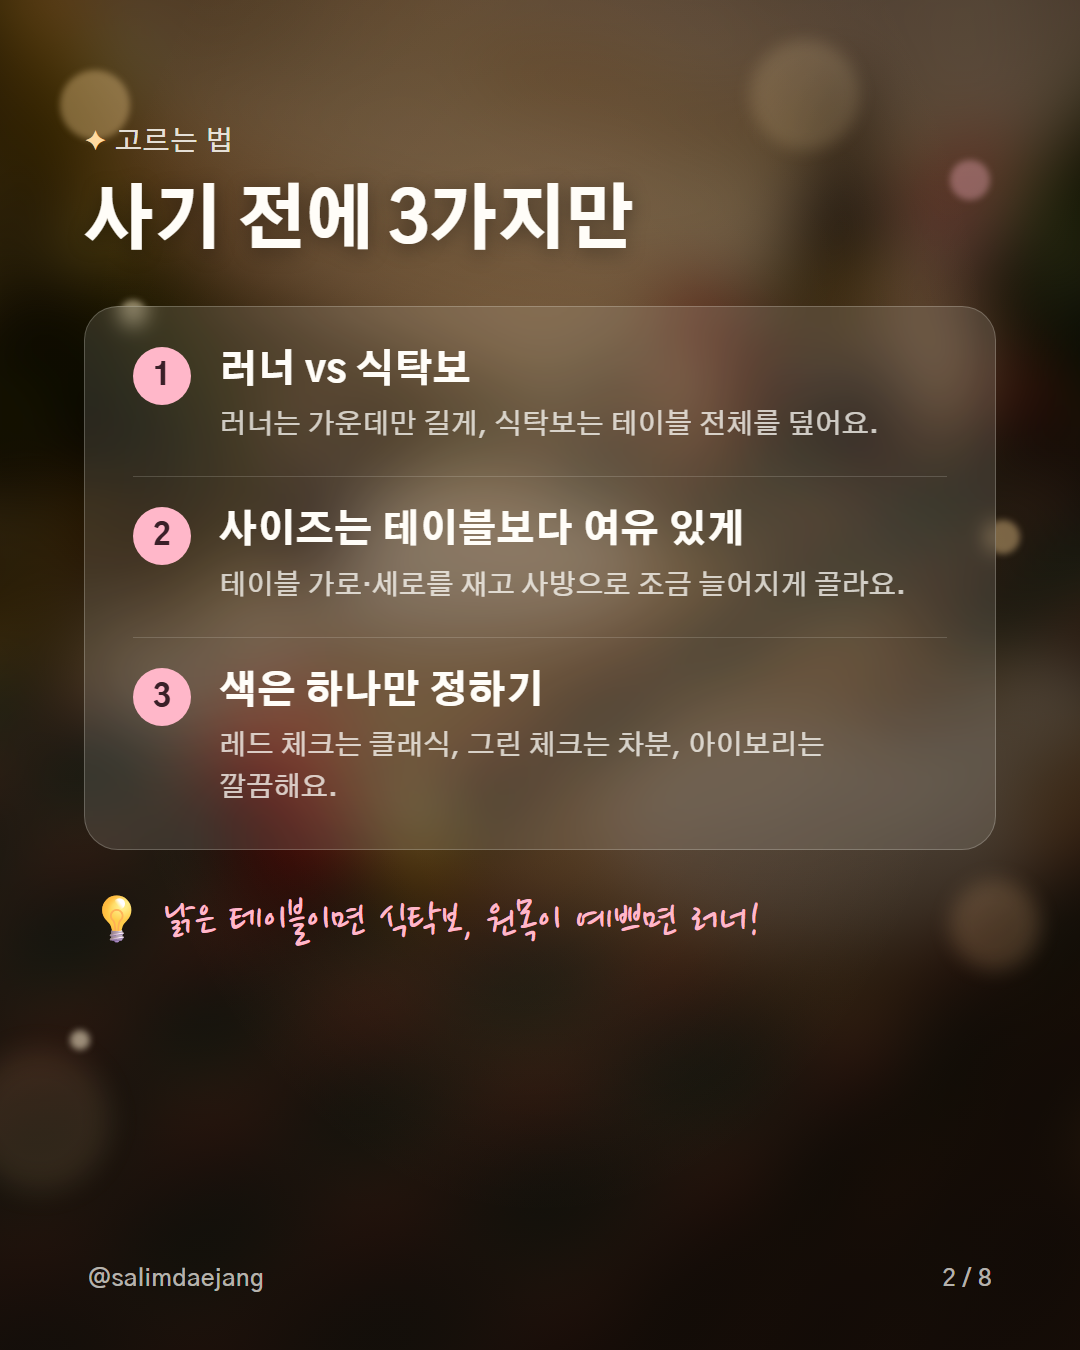 ✦ 고르는 법
사기 전에 3가지만
1 러너 vs 식탁보
러너는 가운데만 길게, 식탁보는 테이블 전체를 덮어요.
2 사이즈는 테이블보다 여유 있게
테이블 가로·세로를 재고 사방으로 조금 늘어지게 골라요.
3 색은 하나만 정하기
레드 체크는 클래식, 그린 체크는 차분, 아이보리는
깔끔해요.
💡 낡은 테이블이면 식탁보, 원목이 예쁘면 러너!
@salimdaejang
2 / 8